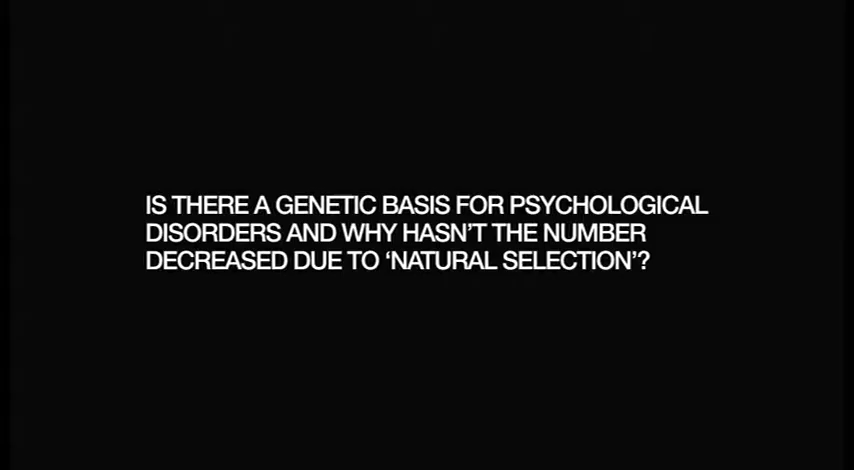 IS THERE A GENETIC BASIS FOR PSYCHOLOGICAL
DISORDERS AND WHY HASN’T THE NUMBER
DECREASED DUE TO ‘NATURAL SELECTION’?